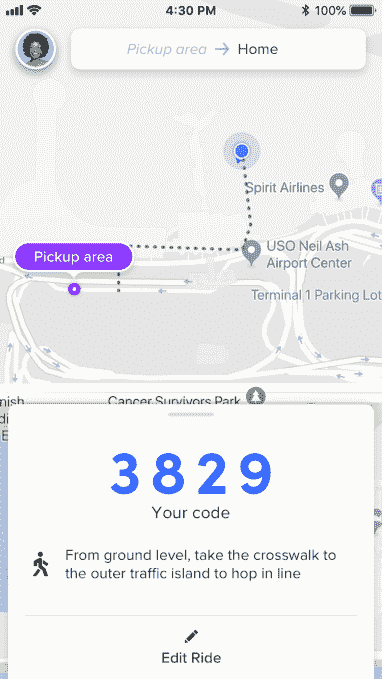 4:30 PM
100%
Pickup area → Home
Spirit Airlines
USO Neil Ash
Airport Center
Pickup area
Terminal 1 Parking Lot
Cancer Survivors Park
3829
Your code
From ground level, take the crosswalk to
the outer traffic island to hop in line
Edit Ride